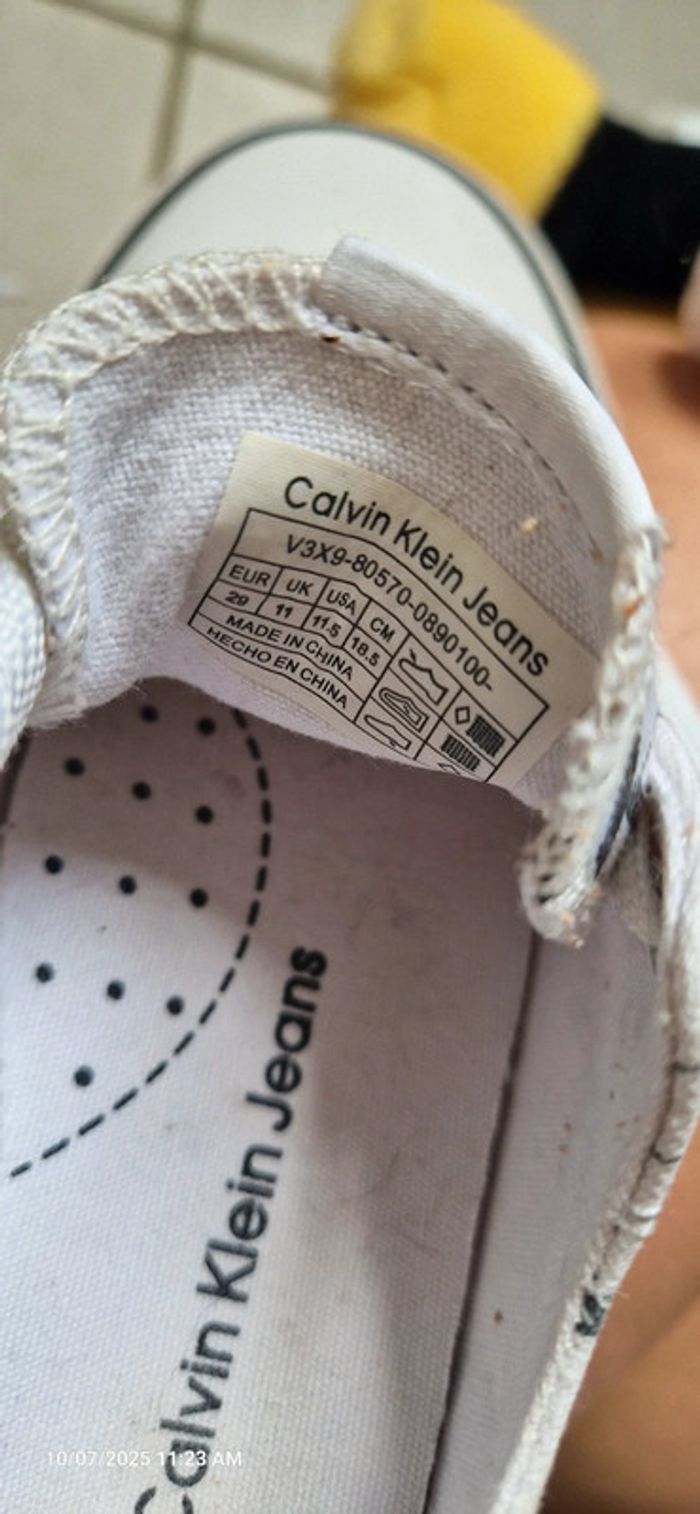 Calvin Klein Jeans
V3X9-80570-0890100-
EUR UK USA CM
29 11 11.5 18.5
MADE IN CHINA
HECHO EN CHINA
Calvin Klein Jeans
10/07/2025 11:23 AM